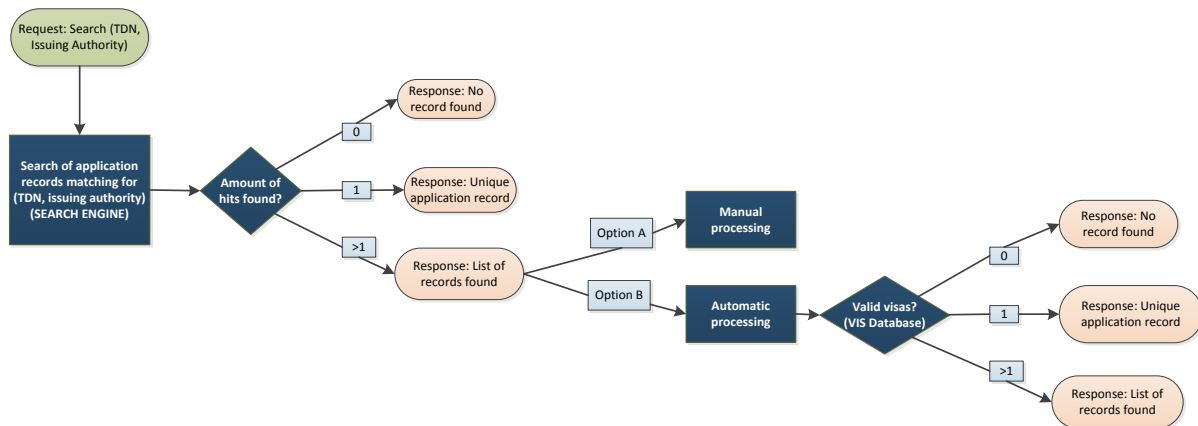 Request: Search (TDN,
Issuing Authority)
Search of application
records matching for
(TDN, issuing authority)
(SEARCH ENGINE)
Amount of
hits found?
0
Response: No
record found
1
Response: Unique
application record
>1
Response: List of
records found
Option A
Manual
processing
Option B
Automatic
processing
Valid visas?
(VIS Database)
0
Response: No
record found
1
Response: Unique
application record
>1
Response: List of
records found